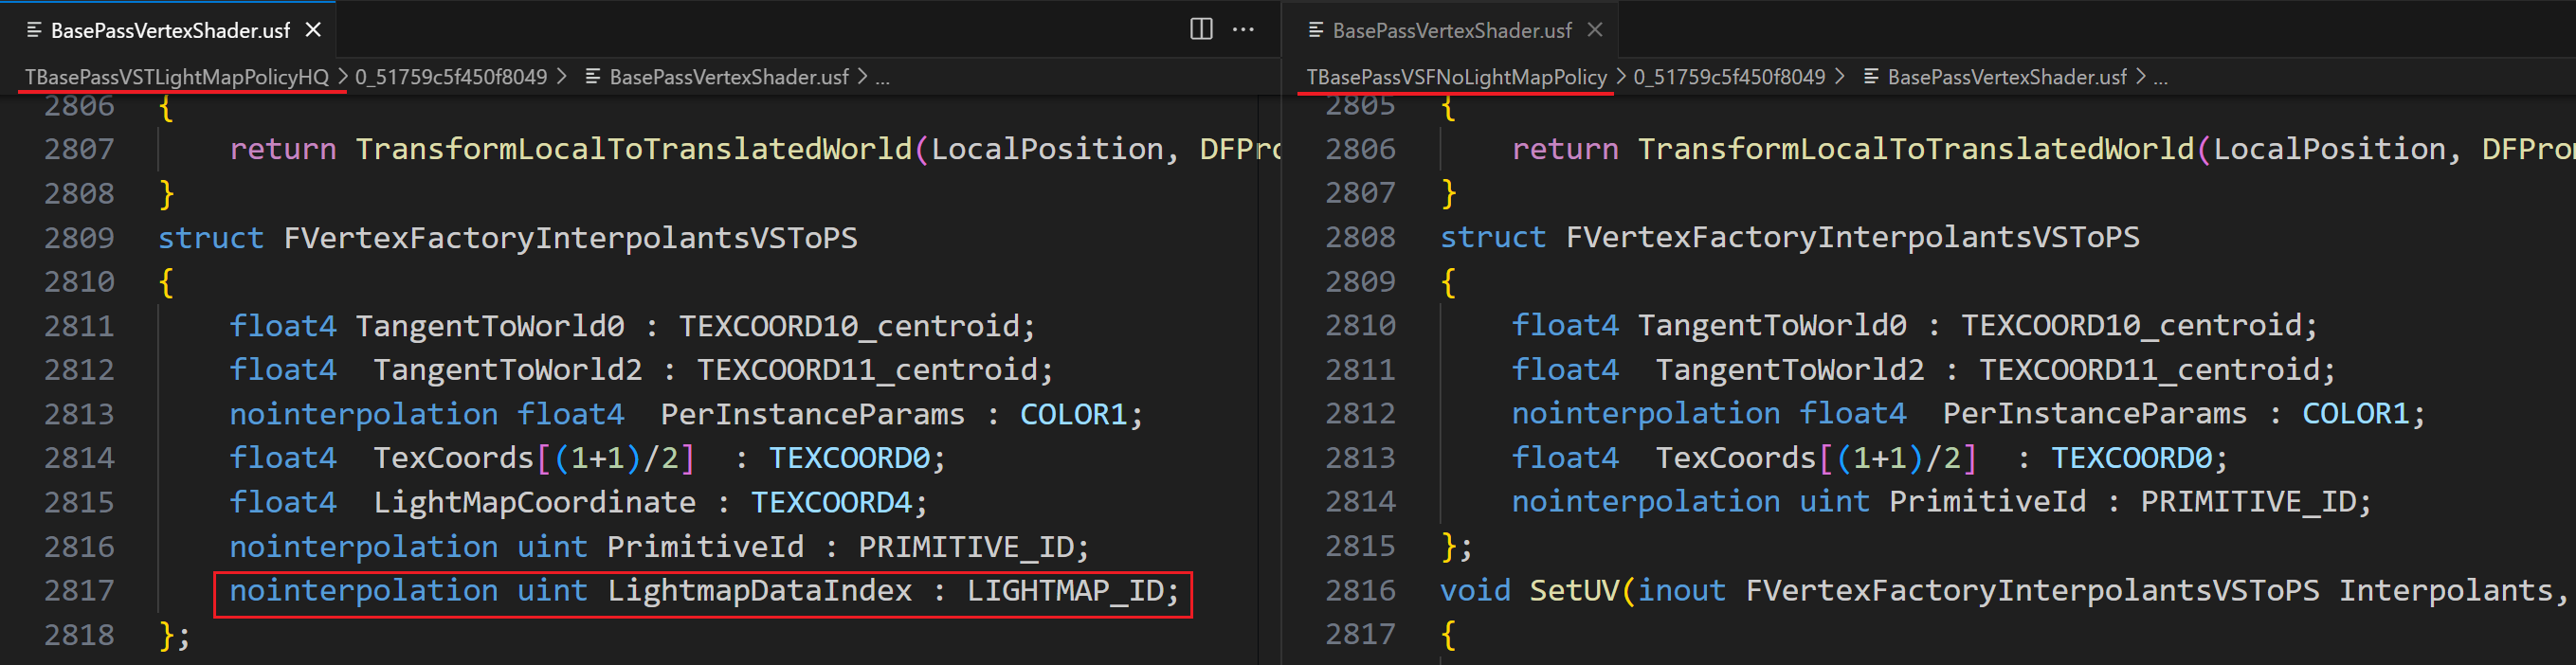 BasePassVertexShader.usf
TBasePassVSTLightMapPolicyHQ > 0_51759c5f450f8049 > BasePassVertexShader.usf > ...
2806 {
2807 return TransformLocalToTranslatedWorld(LocalPosition, DFPro
2808 }
2809 struct FVertexFactoryInterpolantsVSToPS
2810 {
2811 float4 TangentToWorld0 : TEXCOORD10_centroid;
2812 float4  TangentToWorld2 : TEXCOORD11_centroid;
2813 nointerpolation float4  PerInstanceParams : COLOR1;
2814 float4  TexCoords[(1+1)/2]  : TEXCOORD0;
2815 float4  LightMapCoordinate : TEXCOORD4;
2816 nointerpolation uint PrimitiveId : PRIMITIVE_ID;
2817 nointerpolation uint LightmapDataIndex : LIGHTMAP_ID;
2818 };
BasePassVertexShader.usf
TBasePassVSFNoLightMapPolicy > 0_51759c5f450f8049 > BasePassVertexShader.usf > ...
2805 {
2806 return TransformLocalToTranslatedWorld(LocalPosition, DFPro
2807 }
2808 struct FVertexFactoryInterpolantsVSToPS
2809 {
2810 float4 TangentToWorld0 : TEXCOORD10_centroid;
2811 float4  TangentToWorld2 : TEXCOORD11_centroid;
2812 nointerpolation float4  PerInstanceParams : COLOR1;
2813 float4  TexCoords[(1+1)/2]  : TEXCOORD0;
2814 nointerpolation uint PrimitiveId : PRIMITIVE_ID;
2815 };
2816 void SetUV(inout FVertexFactoryInterpolantsVSToPS Interpolants,
2817 {